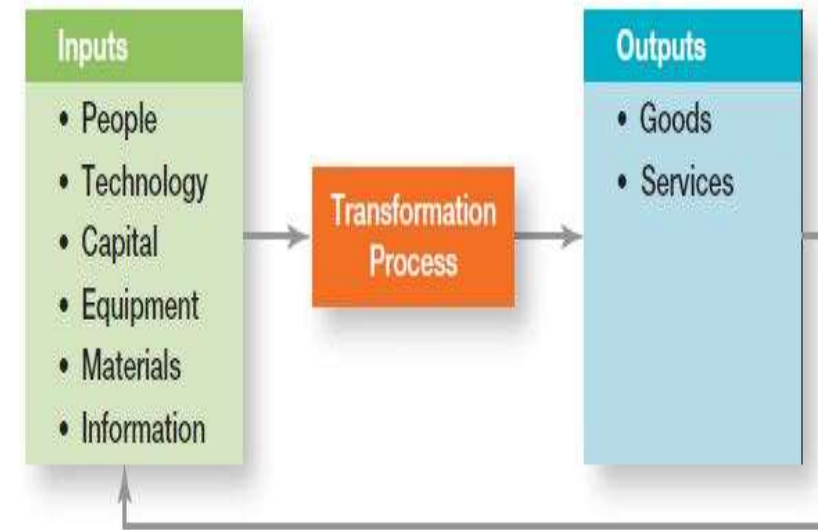 Inputs
• People
• Technology
• Capital
• Equipment
• Materials
• Information
Transformation
Process
Outputs
• Goods
• Services